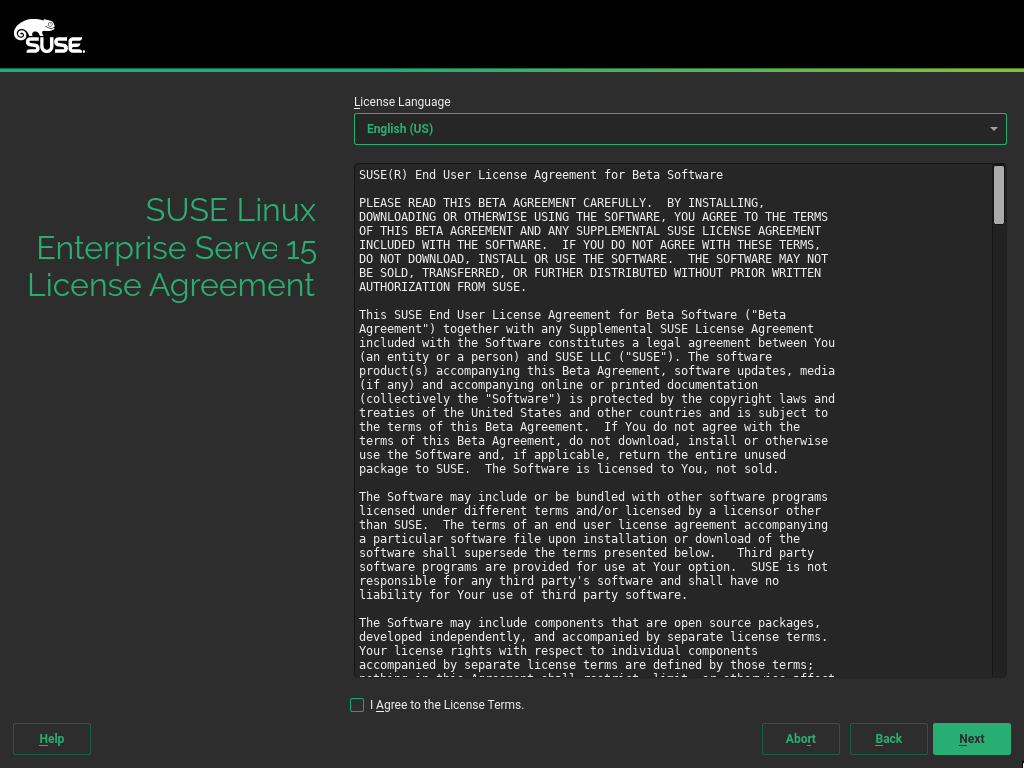 SUSE
License Language
English (US)
SUSE Linux
Enterprise Serve 15
License Agreement
SUSE(R) End User License Agreement for Beta Software
PLEASE READ THIS BETA AGREEMENT CAREFULLY.  BY INSTALLING,
DOWNLOADING OR OTHERWISE USING THE SOFTWARE, YOU AGREE TO THE TERMS
OF THIS BETA AGREEMENT AND ANY SUPPLEMENTAL SUSE LICENSE AGREEMENT
INCLUDED WITH THE SOFTWARE.  IF YOU DO NOT AGREE WITH THESE TERMS,
DO NOT DOWNLOAD, INSTALL OR USE THE SOFTWARE.  THE SOFTWARE MAY NOT
BE SOLD, TRANSFERRED, OR FURTHER DISTRIBUTED WITHOUT PRIOR WRITTEN
AUTHORIZATION FROM SUSE.
This SUSE End User License Agreement for Beta Software ("Beta
Agreement") together with any Supplemental SUSE License Agreement
included with the Software constitutes a legal agreement between You
(an entity or a person) and SUSE LLC ("SUSE"). The software
product(s) accompanying this Beta Agreement, software updates, media
(if any) and accompanying online or printed documentation
(collectively the "Software") is protected by the copyright laws and
treaties of the United States and other countries and is subject to
the terms of this Beta Agreement.  If You do not agree with the
terms of this Beta Agreement, do not download, install or otherwise
use the Software and, if applicable, return the entire unused
package to SUSE.  The Software is licensed to You, not sold.
The Software may include or be bundled with other software programs
licensed under different terms and/or licensed by a licensor other
than SUSE.  The terms of an end user license agreement accompanying
a particular software file upon installation or download of the
software shall supersede the terms presented below.   Third party
software programs are provided for use at Your option.  SUSE is not
responsible for any third party's software and shall have no
liability for Your use of third party software.
The Software may include components that are open source packages,
developed independently, and accompanied by separate license terms.
Your license rights with respect to individual components
accompanied by separate license terms are defined by those terms;
nothing in this Agreement shall restrict, limit, or otherwise affect
I Agree to the License Terms.
Help
Abort
Back
Next